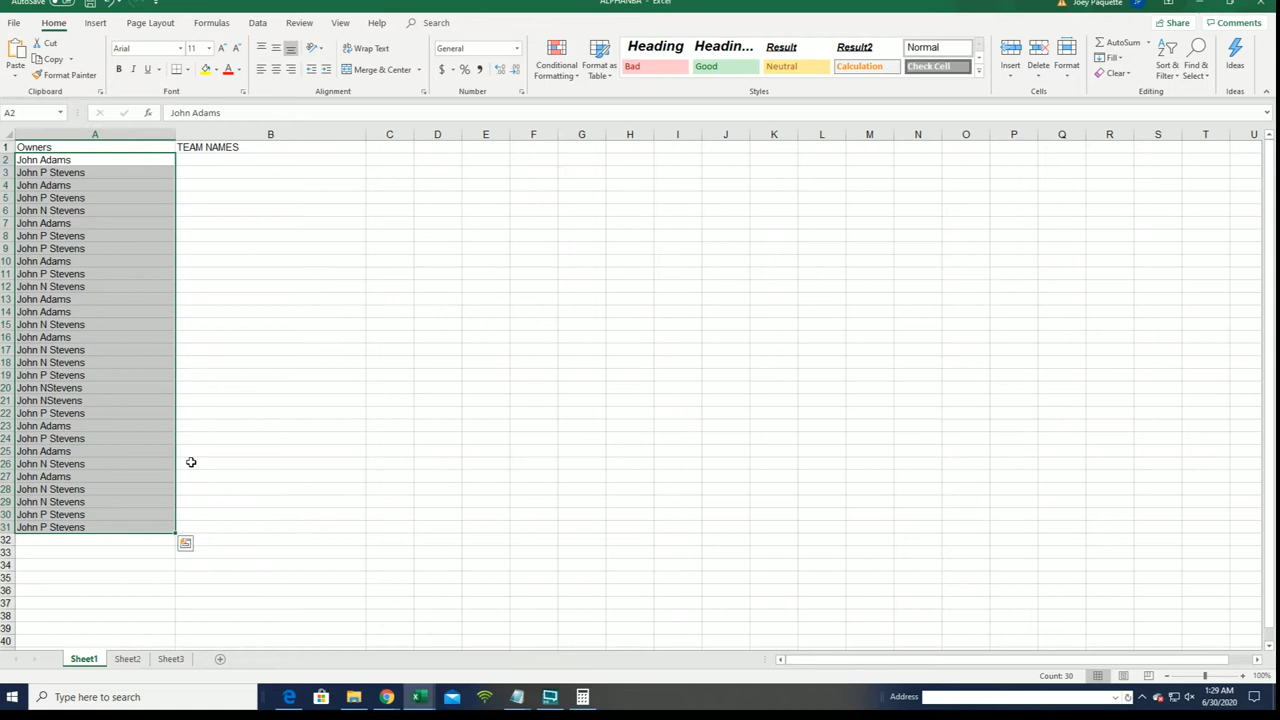 AutoSave Off
ALPHANBA - Excel
Joey Paquette JP
File Home Insert Page Layout Formulas Data Review View Help Search
Share Comments
Paste
Cut
Copy
Format Painter
Clipboard
Arial 11
B I U
Font
Wrap Text
Merge & Center
Alignment
General
$ % ,
Number
Conditional Formatting
Format as Table
Heading Headin... Result Result2 Normal
Bad Good Neutral Calculation Check Cell
Styles
Insert Delete Format
Cells
AutoSum
Fill
Clear
Sort & Filter
Find & Select
Editing
Ideas
Ideas
A2 fx John Adams
A B C D E F G H I J K L M N O P Q R S T U
1 Owners TEAM NAMES
2 John Adams
3 John P Stevens
4 John Adams
5 John P Stevens
6 John N Stevens
7 John Adams
8 John P Stevens
9 John P Stevens
10 John Adams
11 John P Stevens
12 John N Stevens
13 John Adams
14 John Adams
15 John N Stevens
16 John Adams
17 John N Stevens
18 John N Stevens
19 John P Stevens
20 John NStevens
21 John NStevens
22 John P Stevens
23 John Adams
24 John P Stevens
25 John Adams
26 John N Stevens
27 John Adams
28 John N Stevens
29 John N Stevens
30 John P Stevens
31 John P Stevens
32
33
34
35
36
37
38
39
40
Sheet1 Sheet2 Sheet3
Count: 30 100%
Type here to search
Address
1:29 AM
6/30/2020